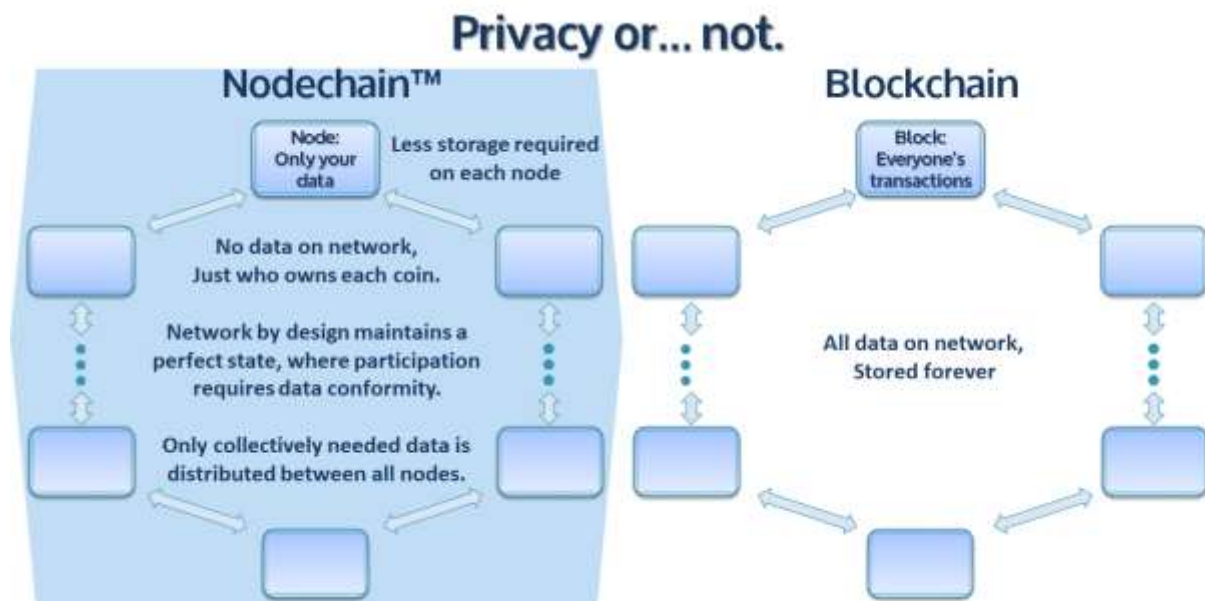 Privacy or... not.
Nodechain™
Node:
Only your
data
Less storage required
on each node
No data on network,
Just who owns each coin.
Network by design maintains a
perfect state, where participation
requires data conformity.
Only collectively needed data is
distributed between all nodes.
Blockchain
Block:
Everyone's
transactions
All data on network,
Stored forever